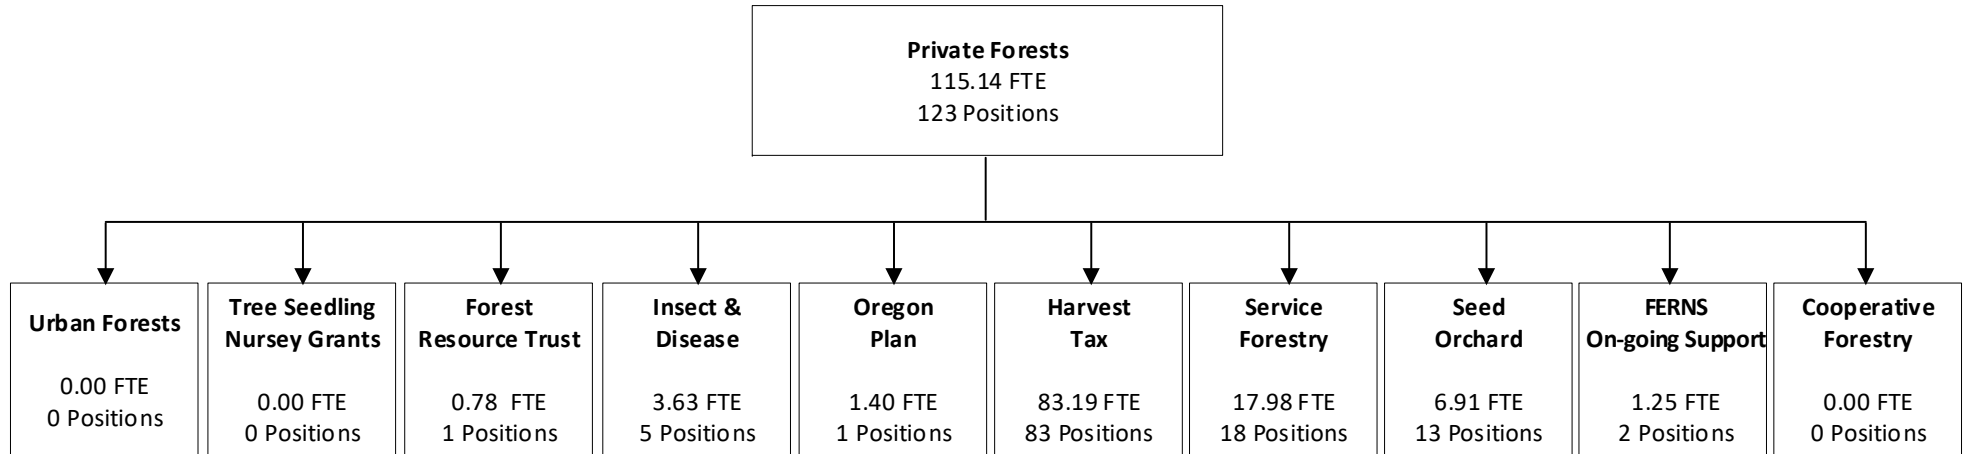 Private Forests
115.14 FTE
123 Positions
Urban Forests
0.00 FTE
0 Positions
Tree Seedling
Nursey Grants
0.00 FTE
0 Positions
Forest
Resource Trust
0.78 FTE
1 Positions
Insect &
Disease
3.63 FTE
5 Positions
Oregon
Plan
1.40 FTE
1 Positions
Harvest
Tax
83.19 FTE
83 Positions
Service
Forestry
17.98 FTE
18 Positions
Seed
Orchard
6.91 FTE
13 Positions
FERNS
On-going Support
1.25 FTE
2 Positions
Cooperative
Forestry
0.00 FTE
0 Positions